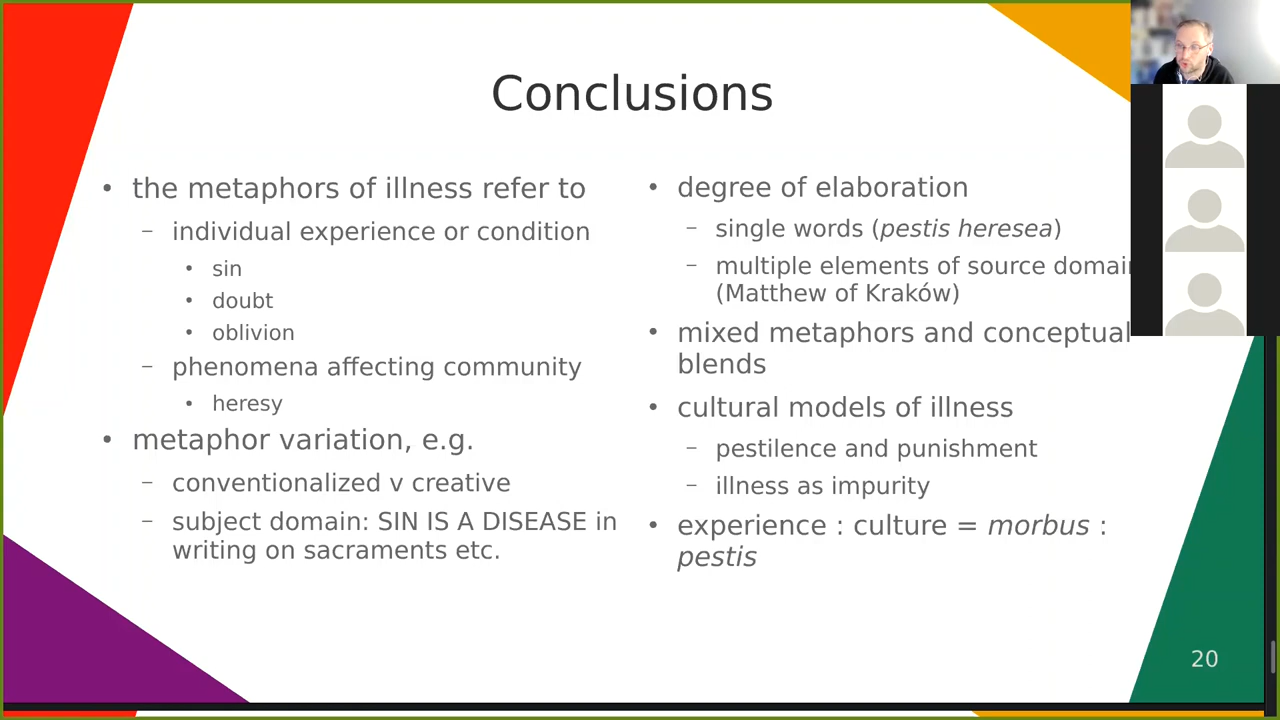 Conclusions
• the metaphors of illness refer to
– individual experience or condition
• sin
• doubt
• oblivion
– phenomena affecting community
• heresy
• metaphor variation, e.g.
– conventionalized v creative
– subject domain: SIN IS A DISEASE in
writing on sacraments etc.
• degree of elaboration
– single words (pestis heresea)
– multiple elements of source domain
(Matthew of Kraków)
• mixed metaphors and conceptual
blends
• cultural models of illness
– pestilence and punishment
– illness as impurity
• experience : culture = morbus :
pestis
20